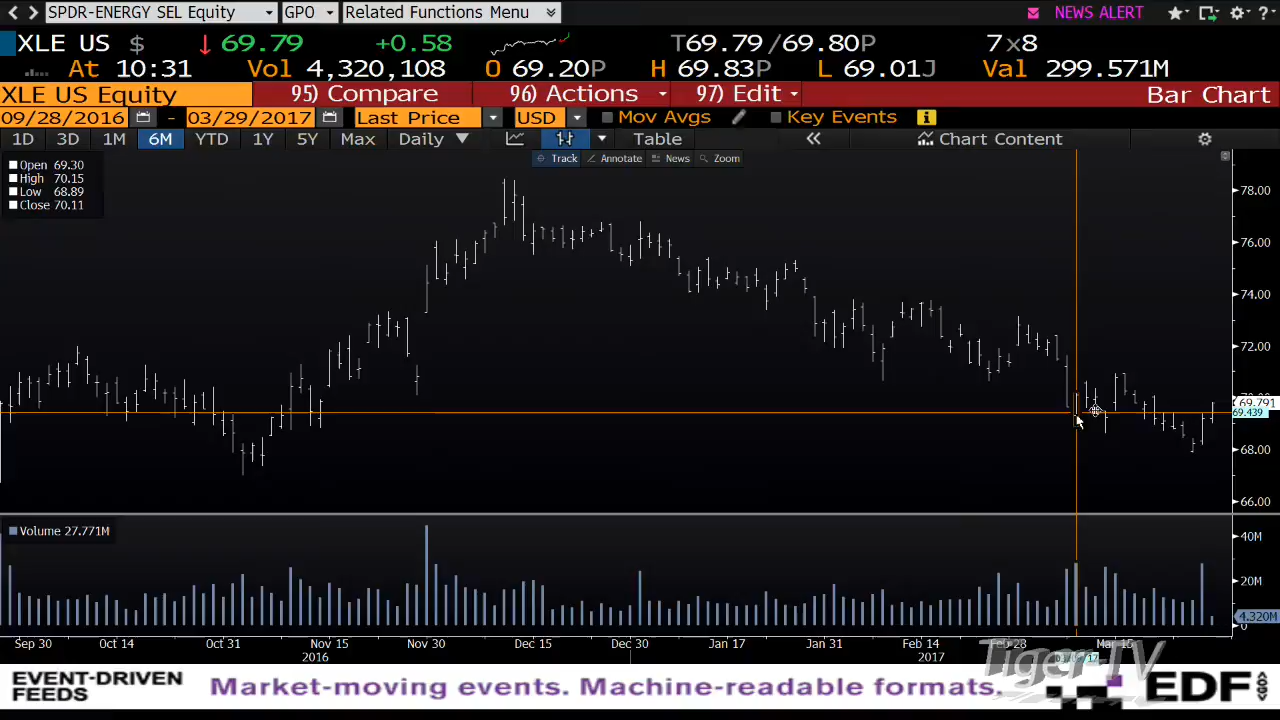 SPDR-ENERGY SEL Equity GPO Related Functions Menu NEWS ALERT
XLE US $ 69.79 +0.58 T69.79/69.80P 7x8
At 10:31 Vol 4,320,108 O 69.20P H 69.83P L 69.01J Val 299.571M
XLE US Equity 95) Compare 96) Actions 97) Edit Bar Chart
09/28/2016 - 03/29/2017 Last Price USD Mov Avgs Key Events
1D 3D 1M 6M YTD 1Y 5Y Max Daily Table « Chart Content
Track Annotate News Zoom
Open 69.30
High 70.15
Low 68.89
Close 70.11
78.00
76.00
74.00
72.00
69.791
69.439
68.00
66.00
Volume 27.771M
40M
20M
4.320M
0
Sep 30 Oct 14 Oct 31 Nov 15 Nov 30 Dec 15 Dec 30 Jan 17 Jan 31 Feb 14 Feb 28 Mar 15
2016 2017
Tiger-TV
EVENT-DRIVEN
FEEDS
Market-moving events. Machine-readable formats.
EDF